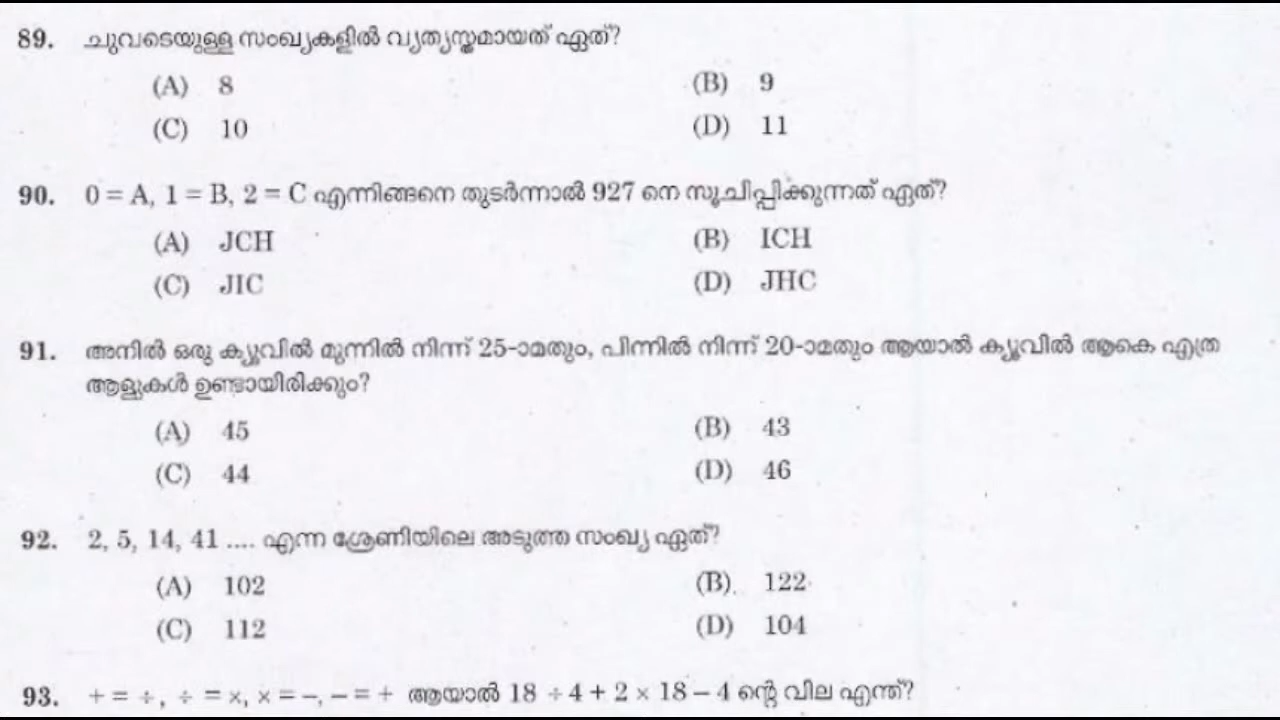 89. ചുവടെയുള്ള സംഖ്യകളിൽ വ്യത്യസ്തമായത് ഏത്?
(A) 8 (B) 9
(C) 10 (D) 11
90. 0 = A, 1 = B, 2 = C എന്നിങ്ങനെ തുടർന്നാൽ 927 നെ സൂചിപ്പിക്കുന്നത് ഏത്?
(A) JCH (B) ICH
(C) JIC (D) JHC
91. അനിൽ ഒരു ക്യൂവിൽ മുന്നിൽ നിന്ന് 25-ാമതും, പിന്നിൽ നിന്ന് 20-ാമതും ആയാൽ ക്യൂവിൽ ആകെ എത്ര
ആളുകൾ ഉണ്ടായിരിക്കും?
(A) 45 (B) 43
(C) 44 (D) 46
92. 2, 5, 14, 41 .... എന്ന ശ്രേണിയിലെ അടുത്ത സംഖ്യ ഏത്?
(A) 102 (B). 122
(C) 112 (D) 104
93. + = ÷, ÷ = ×, × = –, – = + ആയാൽ 18 ÷ 4 + 2 × 18 – 4 ന്റെ വില എന്ത്?